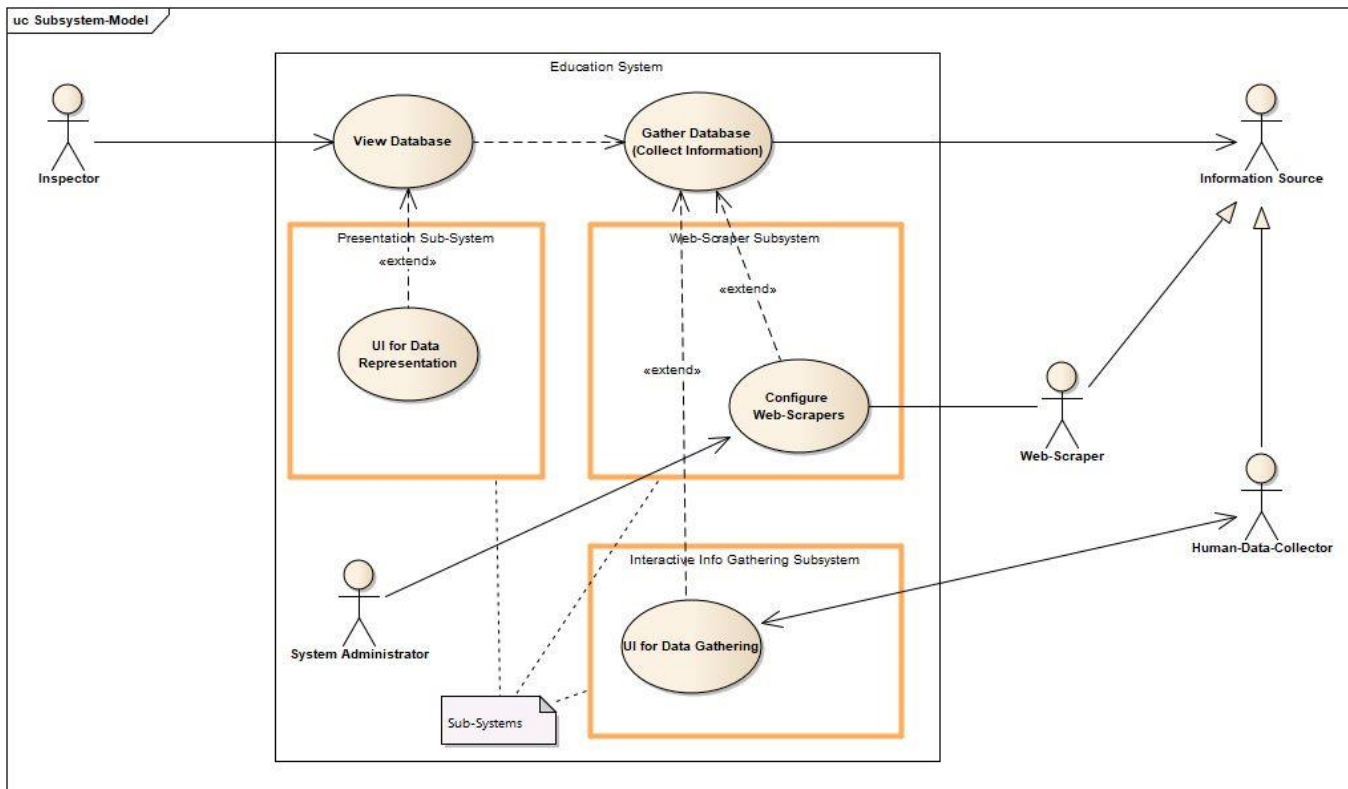 uc Subsystem-Model
Education System
View Database
Gather Database
(Collect Information)
Inspector
Information Source
Presentation Sub-System
Web-Scraper Subsystem
«extend»
«extend»
UI for Data
Representation
«extend»
Configure
Web-Scrapers
Web-Scraper
Human-Data-Collector
Interactive Info Gathering Subsystem
System Administrator
UI for Data Gathering
Sub-Systems